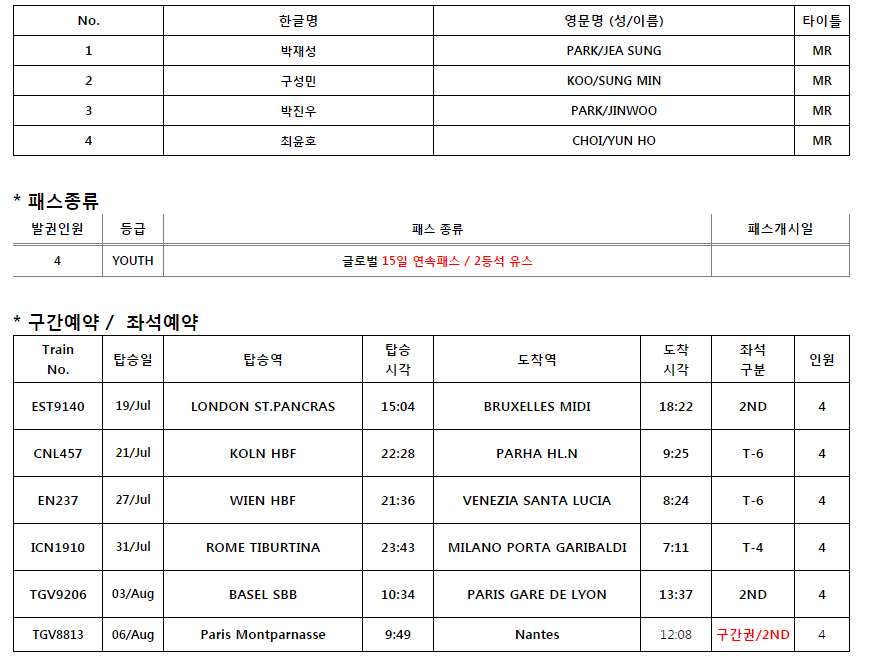 No. 한글명 영문명 (성/이름) 타이틀
1 박재성 PARK/JEA SUNG MR
2 구성민 KOO/SUNG MIN MR
3 박진우 PARK/JINWOO MR
4 최윤호 CHOI/YUN HO MR
* 패스종류
발권인원 등급 패스 종류 패스개시일
4 YOUTH 글로벌 15일 연속패스 / 2등석 유스
* 구간예약 / 좌석예약
Train No. 탑승일 탑승역 탑승 시각 도착역 도착 시각 좌석 구분 인원
EST9140 19/Jul LONDON ST.PANCRAS 15:04 BRUXELLES MIDI 18:22 2ND 4
CNL457 21/Jul KOLN HBF 22:28 PARHA HL.N 9:25 T-6 4
EN237 27/Jul WIEN HBF 21:36 VENEZIA SANTA LUCIA 8:24 T-6 4
ICN1910 31/Jul ROME TIBURTINA 23:43 MILANO PORTA GARIBALDI 7:11 T-4 4
TGV9206 03/Aug BASEL SBB 10:34 PARIS GARE DE LYON 13:37 2ND 4
TGV8813 06/Aug Paris Montparnasse 9:49 Nantes 12:08 구간권/2ND 4